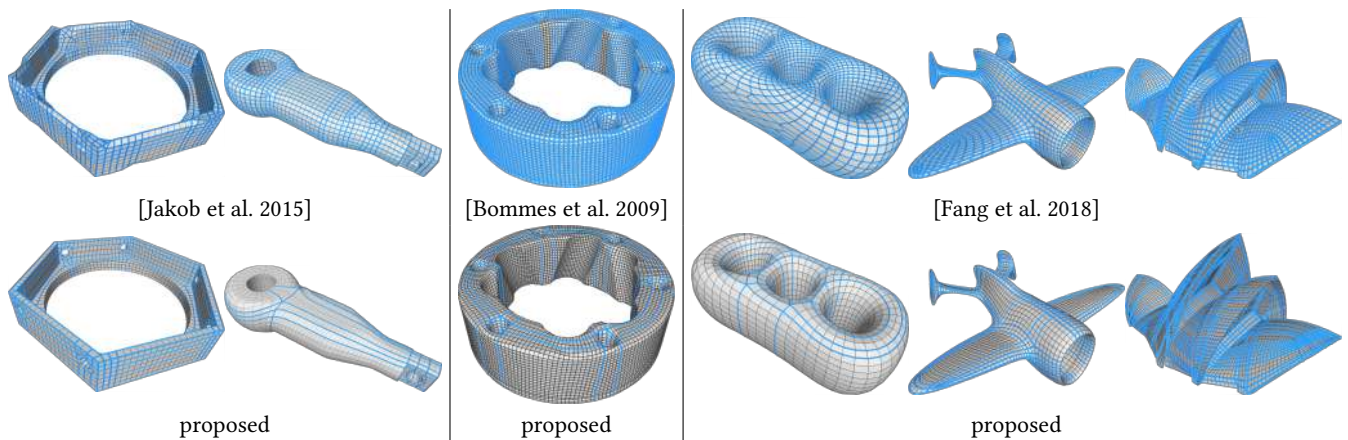 [Jakob et al. 2015]
[Bommes et al. 2009]
[Fang et al. 2018]
proposed
proposed
proposed